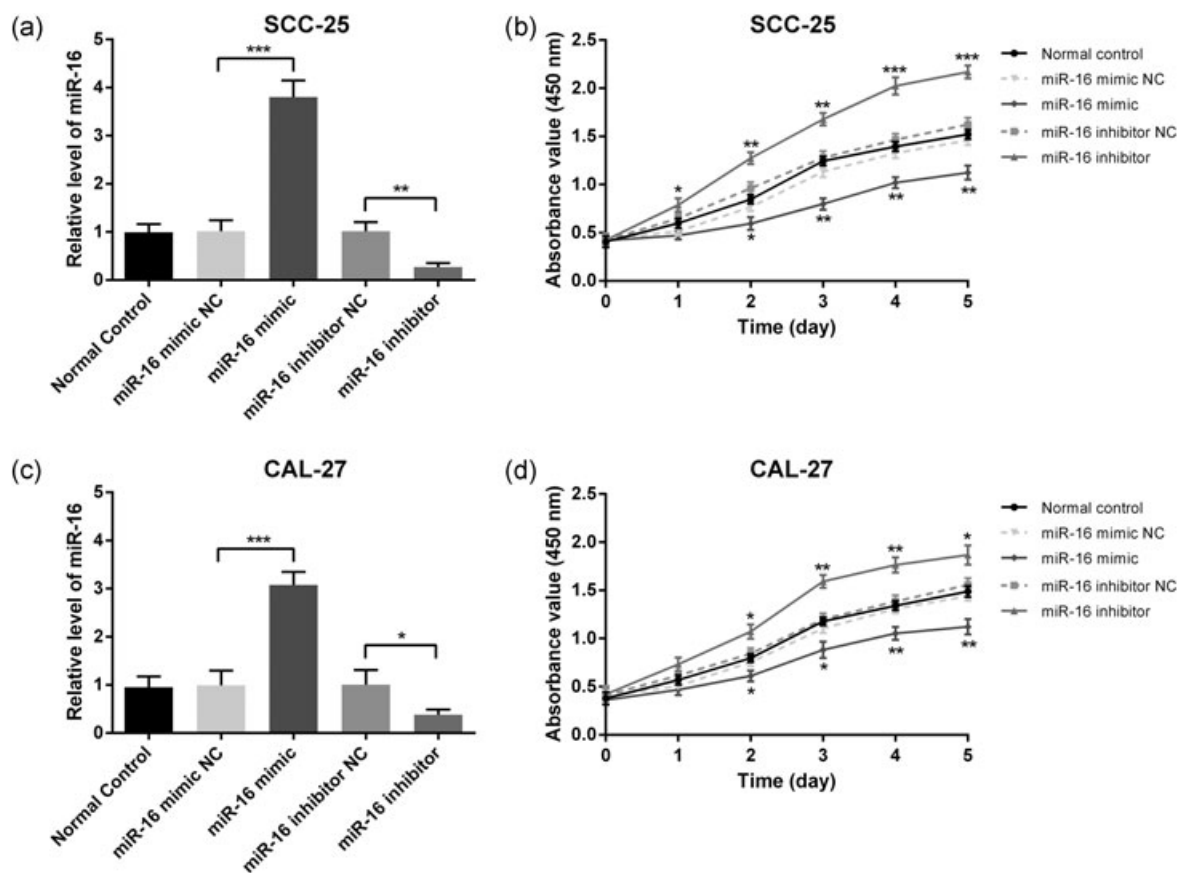 (a)
SCC-25
Relative level of miR-16
5
4
3
2
1
0
***
**
Normal Control
miR-16 mimic NC
miR-16 mimic
miR-16 inhibitor NC
miR-16 inhibitor
(b)
SCC-25
Absorbance value (450 nm)
2.5
2.0
1.5
1.0
0.5
0.0
*
**
**
***
***
*
**
**
**
0 1 2 3 4 5
Time (day)
Normal control
miR-16 mimic NC
miR-16 mimic
miR-16 inhibitor NC
miR-16 inhibitor
(c)
CAL-27
Relative level of miR-16
5
4
3
2
1
0
***
*
Normal Control
miR-16 mimic NC
miR-16 mimic
miR-16 inhibitor NC
miR-16 inhibitor
(d)
CAL-27
Absorbance value (450 nm)
2.5
2.0
1.5
1.0
0.5
0.0
*
**
**
*
*
*
**
**
0 1 2 3 4 5
Time (day)
Normal control
miR-16 mimic NC
miR-16 mimic
miR-16 inhibitor NC
miR-16 inhibitor